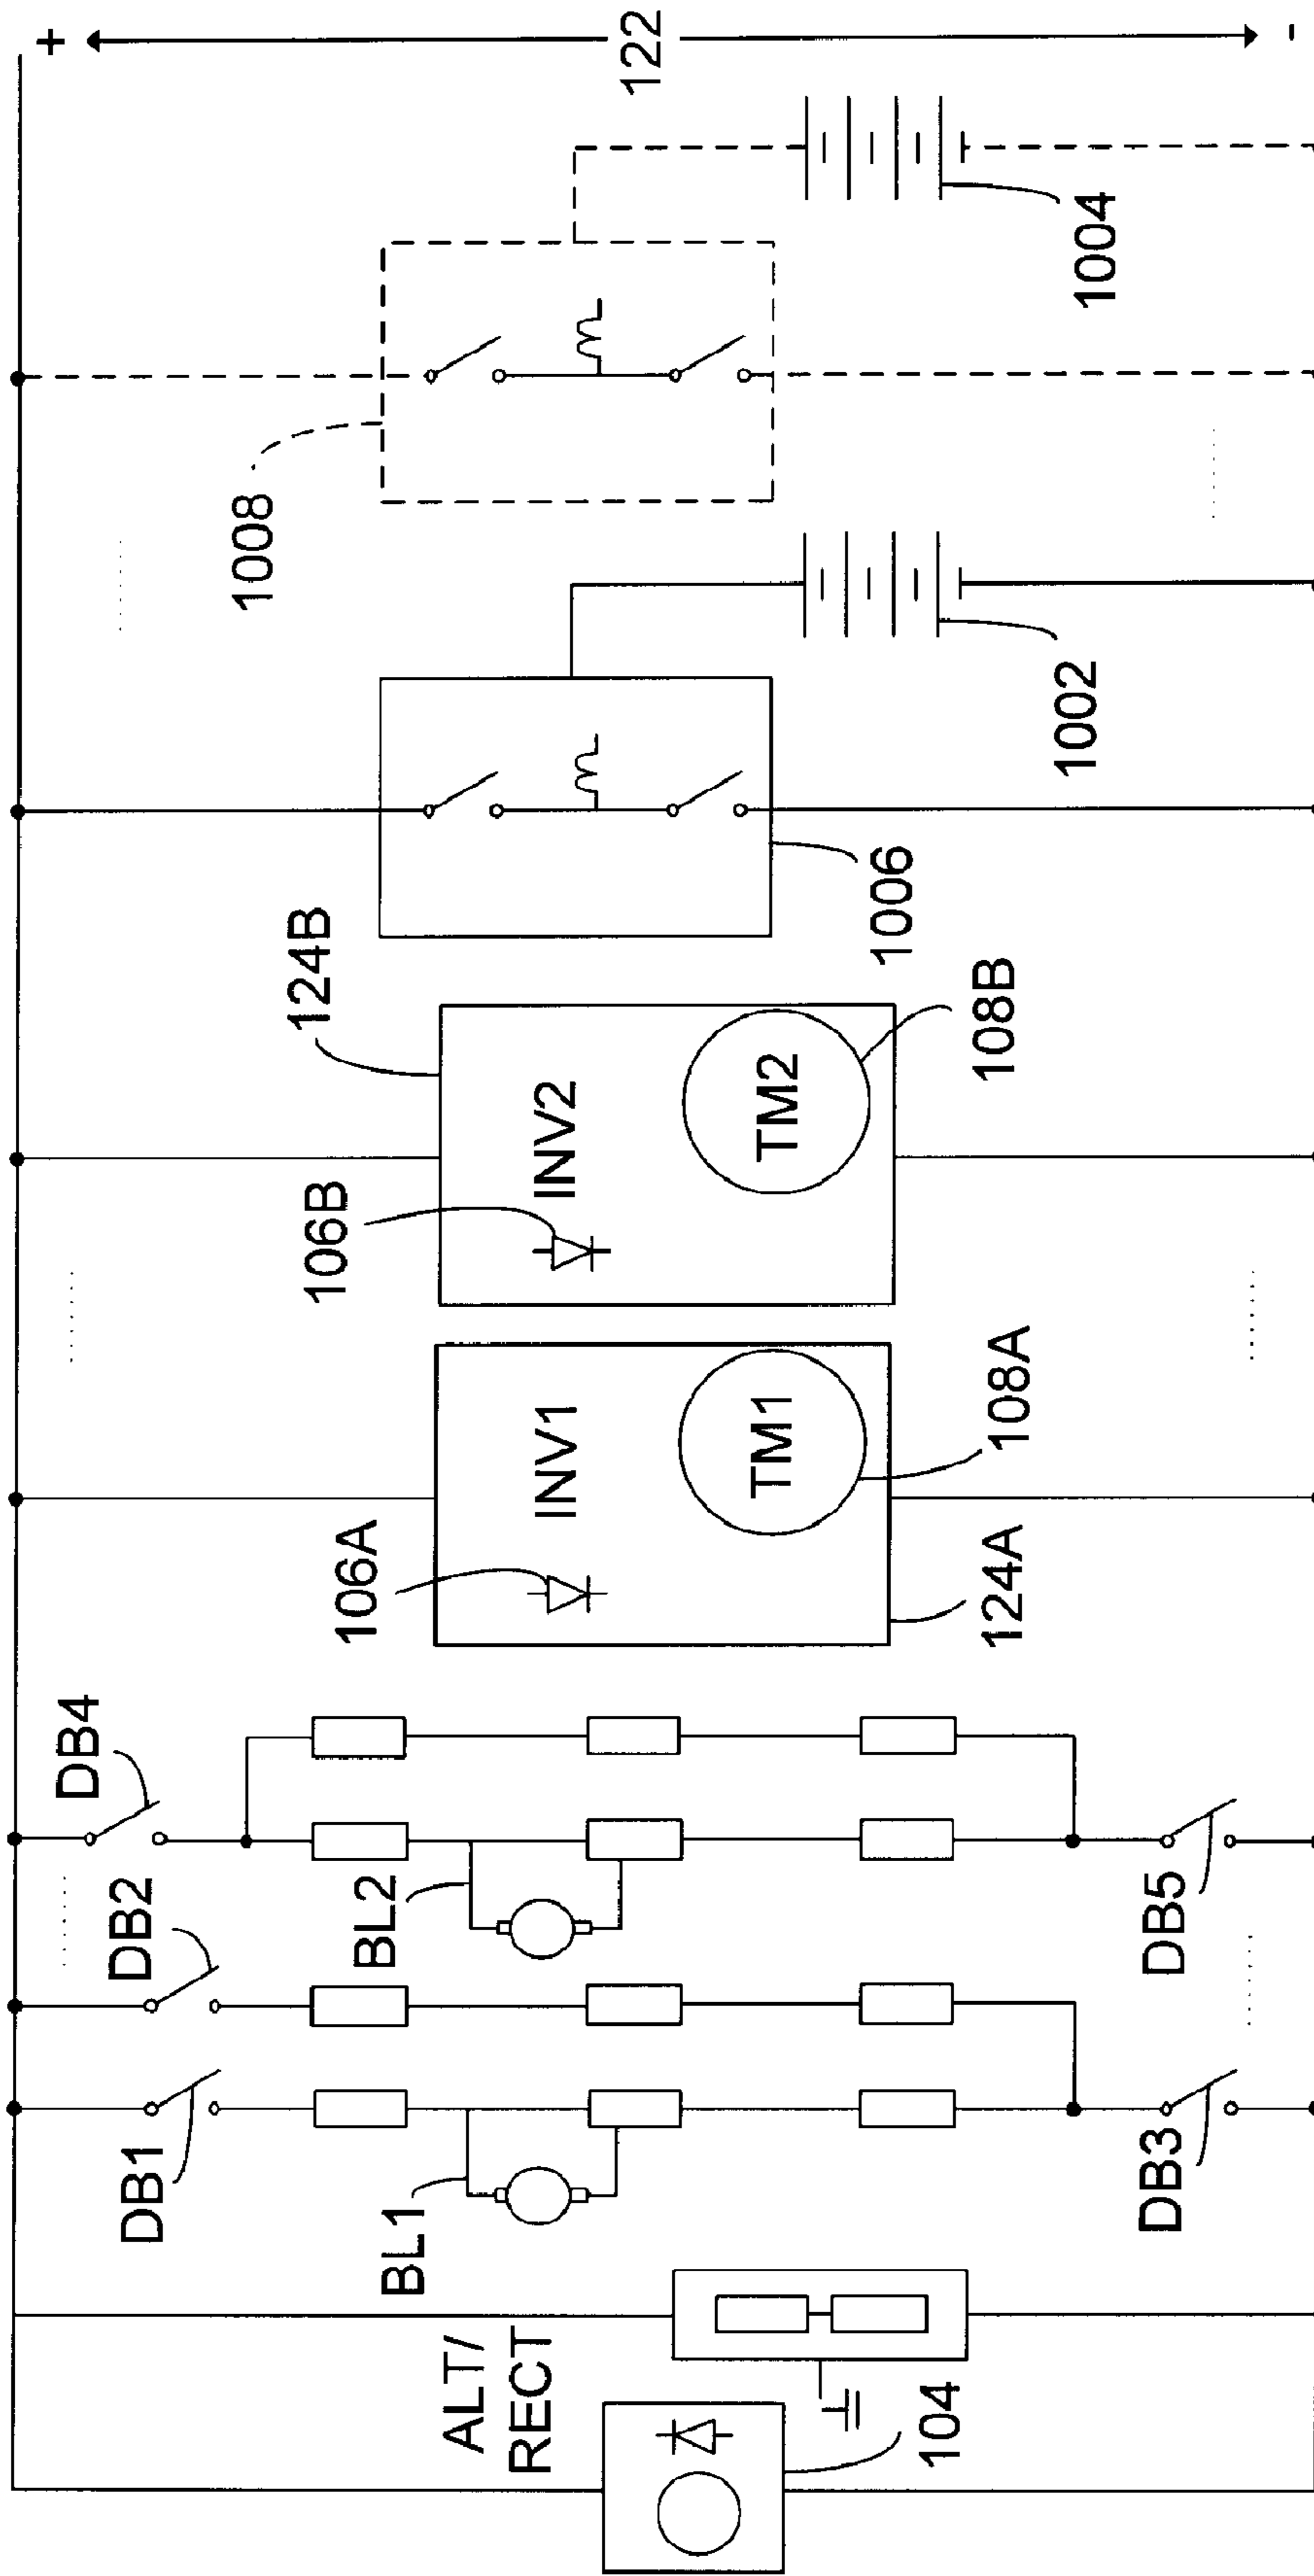 ALT/
RECT
104
BL1
DB1
DB2
DB3
BL2
DB4
DB5
106A
INV1
TM1
108A
124A
106B
INV2
TM2
108B
124B
1006
1002
1008
1004
+
122
-